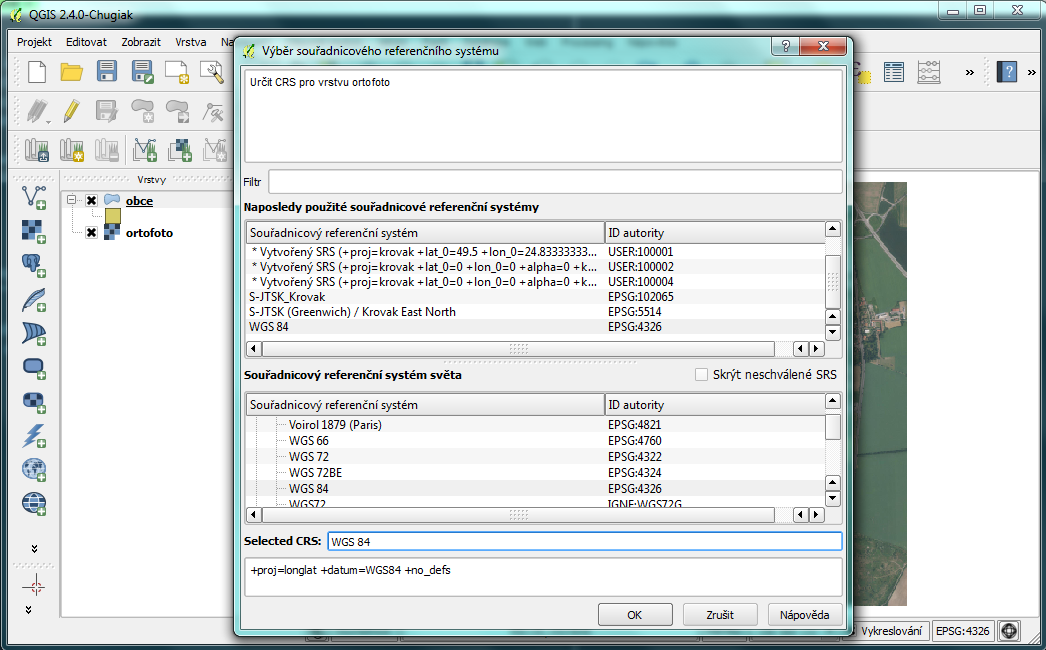 QGIS 2.4.0-Chugiak
Projekt Editovat Zobrazit Vrstva Na
Výběr souřadnicového referenčního systému
Určit CRS pro vrstvu ortofoto
Filtr
Naposledy použité souřadnicové referenční systémy
Souřadnicový referenční systém ID autority
* Vytvořený SRS (+proj=krovak +lat_0=49.5 +lon_0=24.83333333... USER:100001
* Vytvořený SRS (+proj=krovak +lat_0=0 +lon_0=0 +alpha=0 +k... USER:100002
* Vytvořený SRS (+proj=krovak +lat_0=0 +lon_0=0 +alpha=0 +k... USER:100004
S-JTSK_Krovak EPSG:102065
S-JTSK (Greenwich) / Krovak East North EPSG:5514
WGS 84 EPSG:4326
Souřadnicový referenční systém světa
Skrýt neschválené SRS
Souřadnicový referenční systém ID autority
Voirol 1879 (Paris) EPSG:4821
WGS 66 EPSG:4760
WGS 72 EPSG:4322
WGS 72BE EPSG:4324
WGS 84 EPSG:4326
WGS72 IGNF:WGS72G
Selected CRS: WGS 84
+proj=longlat +datum=WGS84 +no_defs
OK Zrušit Nápověda
Vrstvy
obce
ortofoto
Vykreslování EPSG:4326